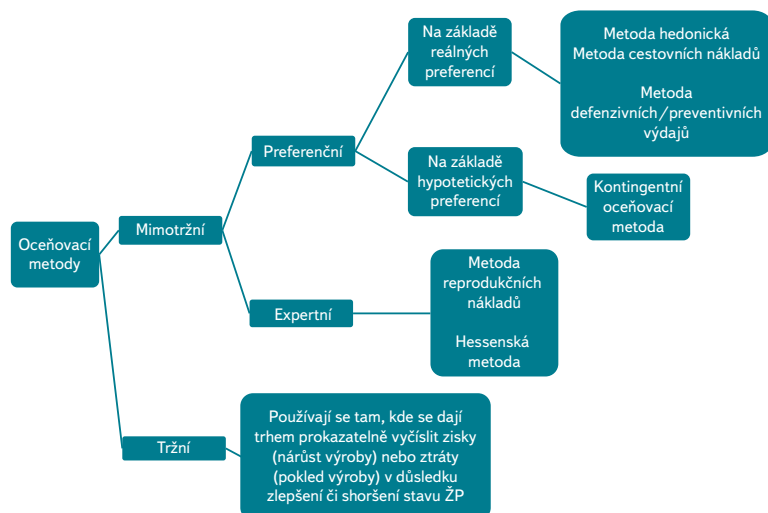 Oceňovací
metody
Mimotržní
Preferenční
Na základě
reálných
preferencí
Metoda hedonická
Metoda cestovních nákladů
Metoda
defenzivních/preventivních
výdajů
Na základě
hypotetických
preferencí
Kontingentní
oceňovací
metoda
Expertní
Metoda
reprodukčních
nákladů
Hessenská
metoda
Tržní
Používají se tam, kde se dají
trhem prokazatelně vyčíslit zisky
(nárůst výroby) nebo ztráty
(pokled výroby) v důsledku
zlepšení či shoršení stavu ŽP